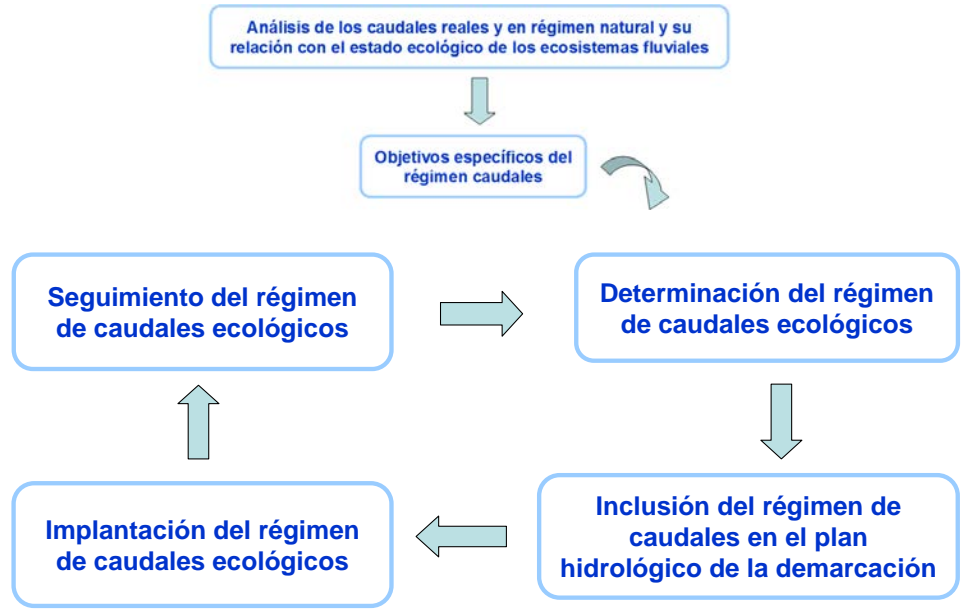 Análisis de los caudales reales y en régimen natural y su
relación con el estado ecológico de los ecosistemas fluviales
Objetivos específicos del
régimen caudales
Seguimiento del régimen
de caudales ecológicos
Determinación del régimen
de caudales ecológicos
Implantación del régimen
de caudales ecológicos
Inclusión del régimen de
caudales en el plan
hidrológico de la demarcación